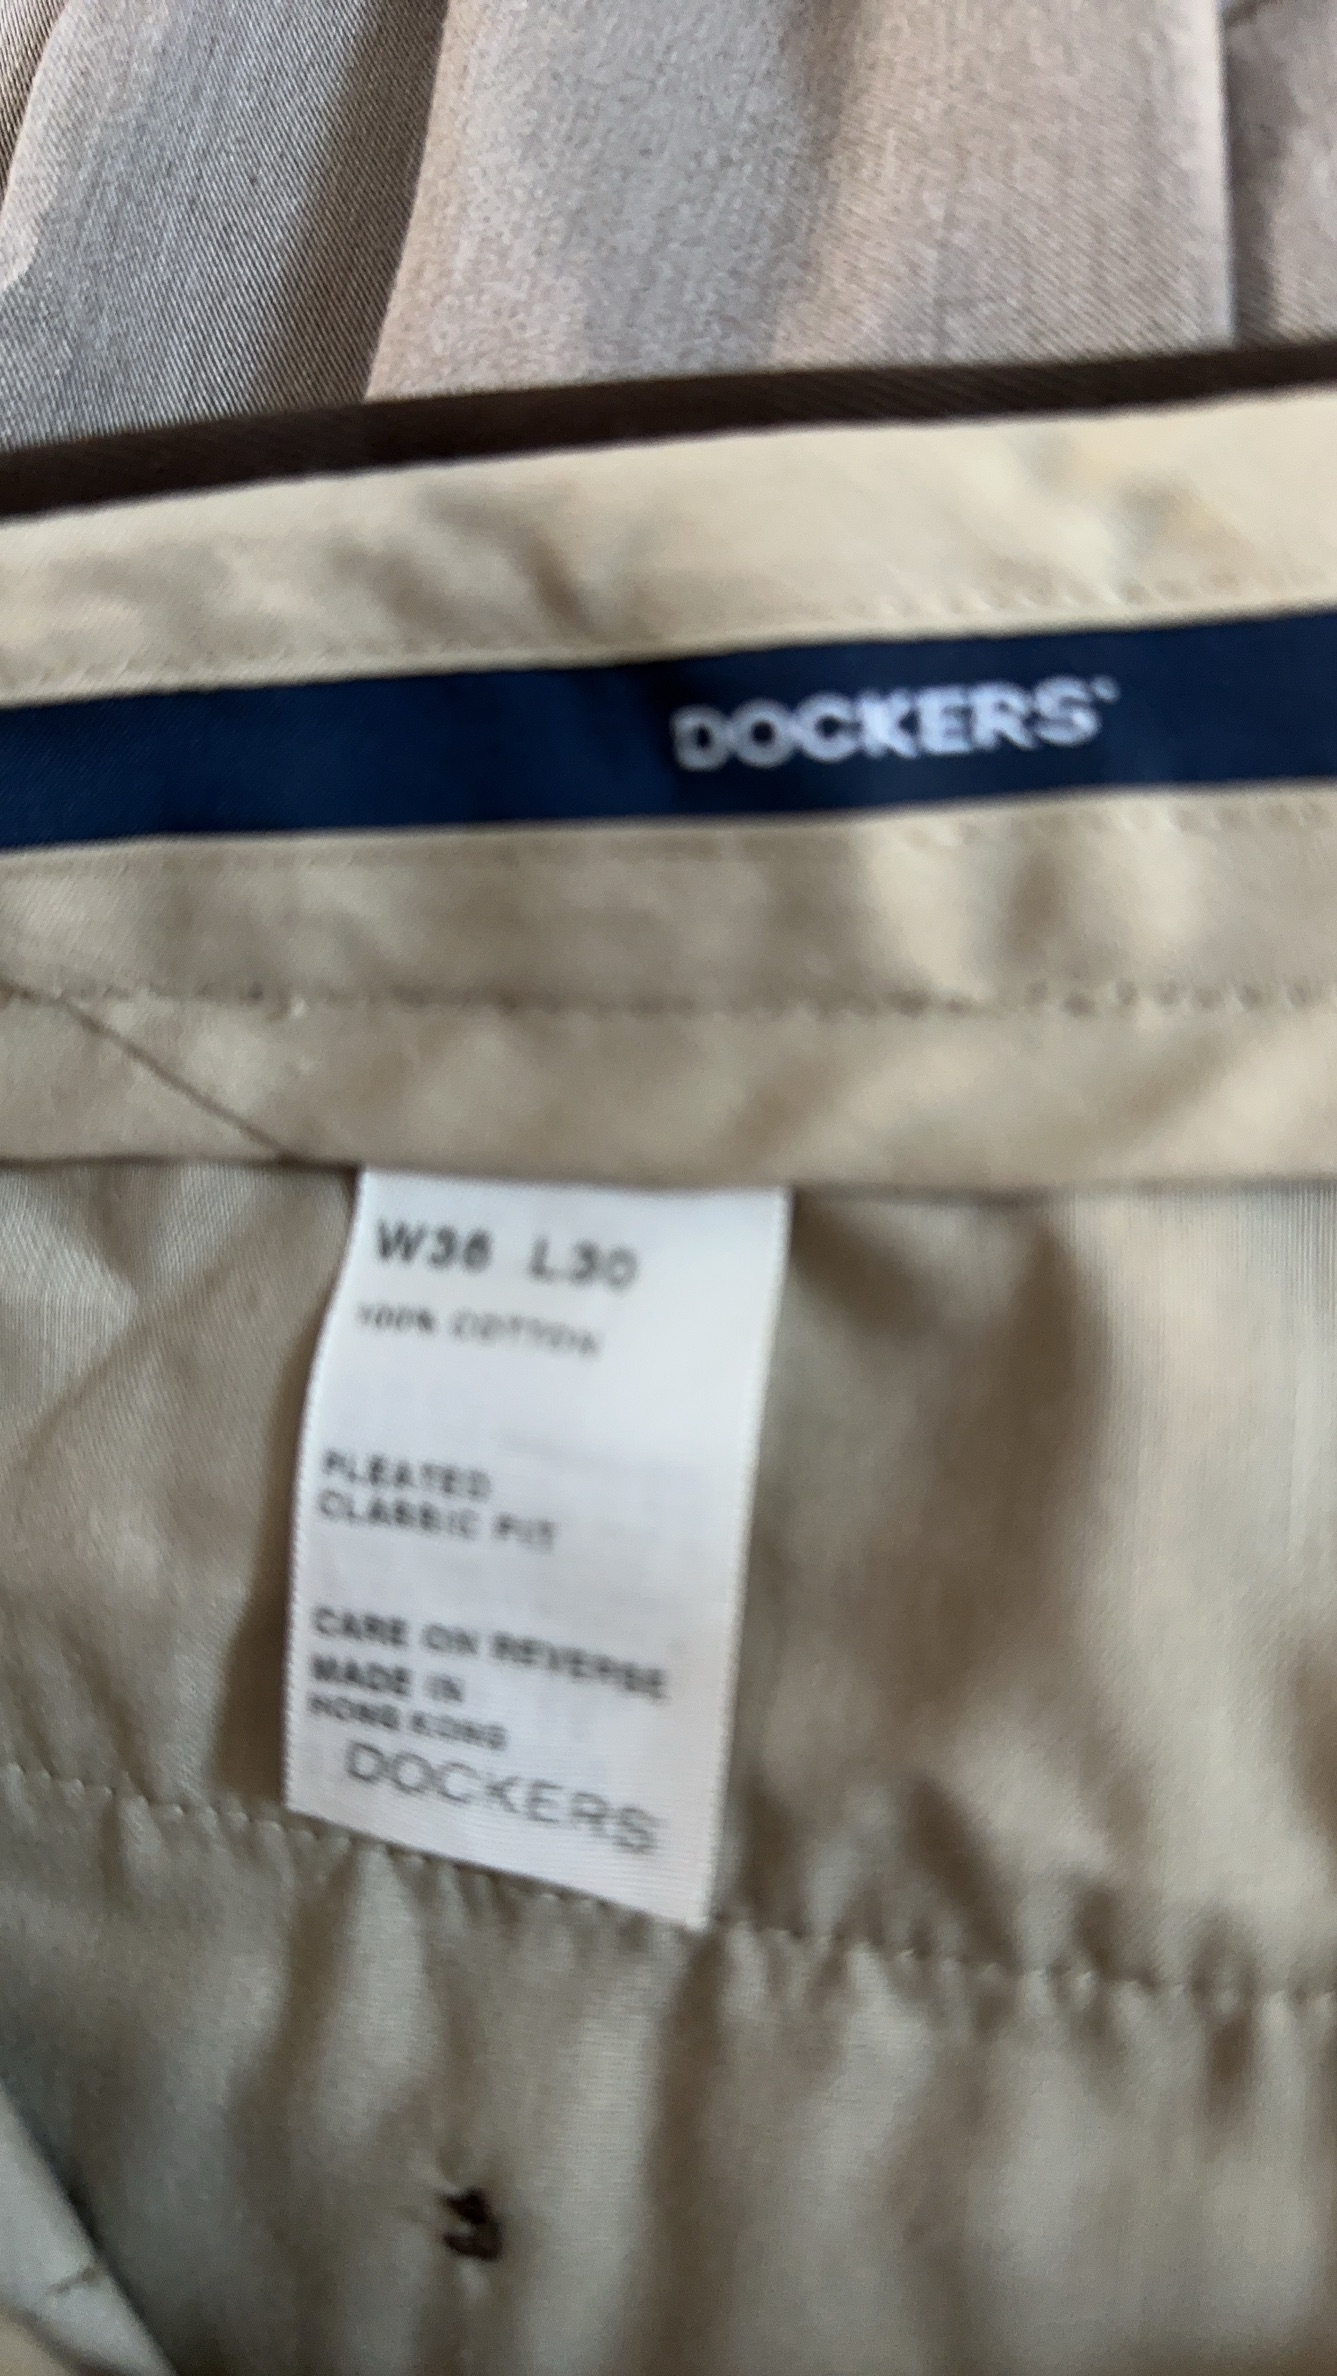 DOCKERS
W36 L30
100% COTTON
PLEATED
CLASSIC FIT
CARE ON REVERSE
MADE IN
HONG KONG
DOCKERS